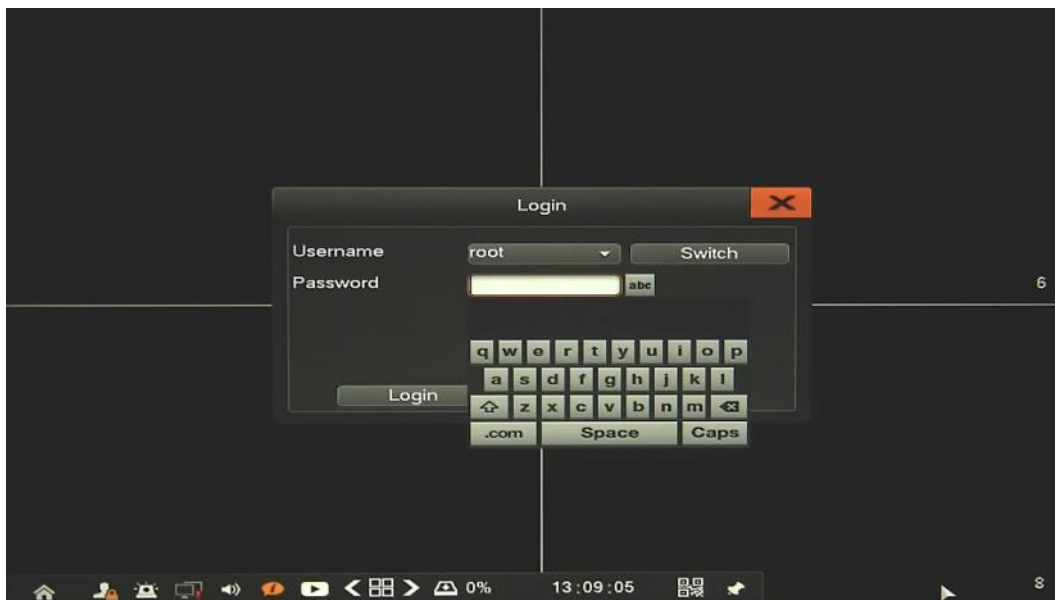 Login
Username root Switch
Password abc
6
q w e r t y u i o p
a s d f g h j k l
Login z x c v b n m
.com Space Caps
0% 13:09:05 8